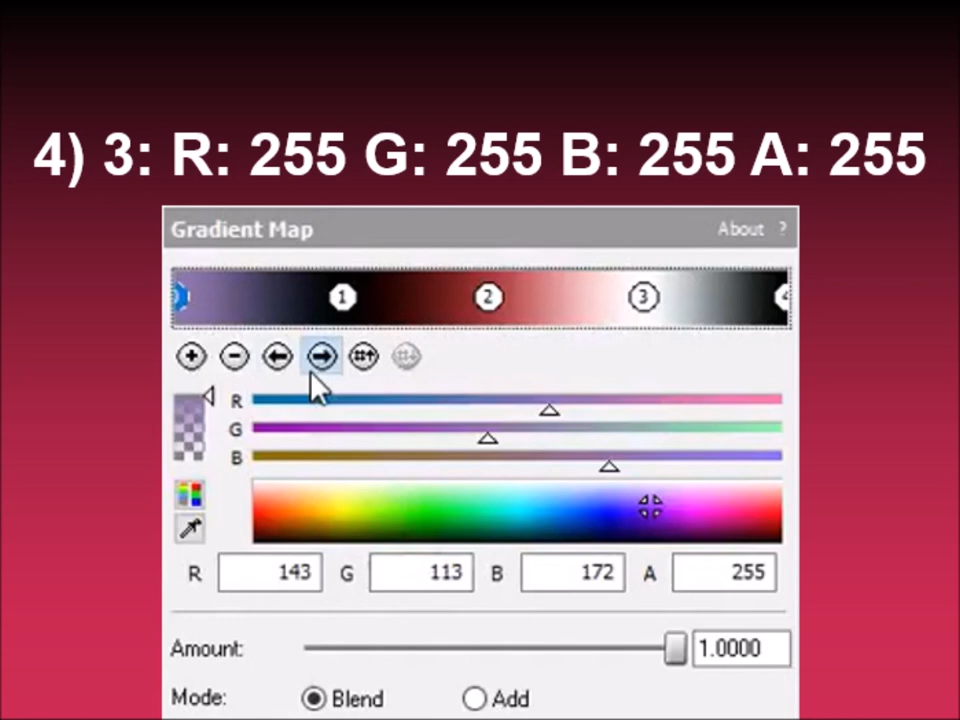 4) 3: R: 255 G: 255 B: 255 A: 255
Gradient Map About ?
1 2 3 4
R
G
B
R 143 G 113 B 172 A 255
Amount: 1.0000
Mode: Blend Add